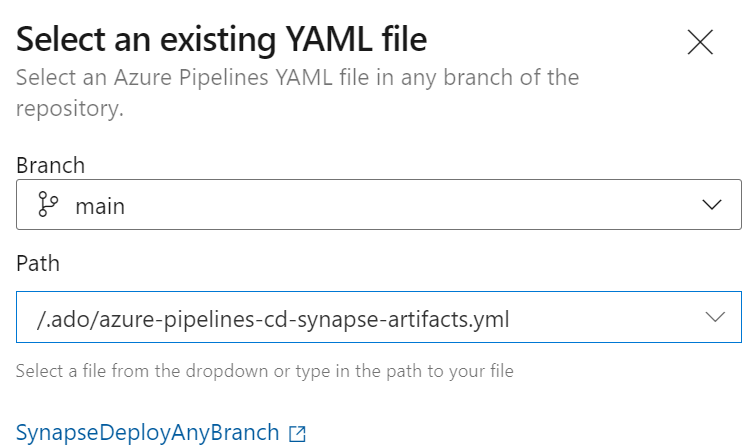 Select an existing YAML file
Select an Azure Pipelines YAML file in any branch of the
repository.
Branch
main
Path
/.ado/azure-pipelines-cd-synapse-artifacts.yml
Select a file from the dropdown or type in the path to your file
SynapseDeployAnyBranch